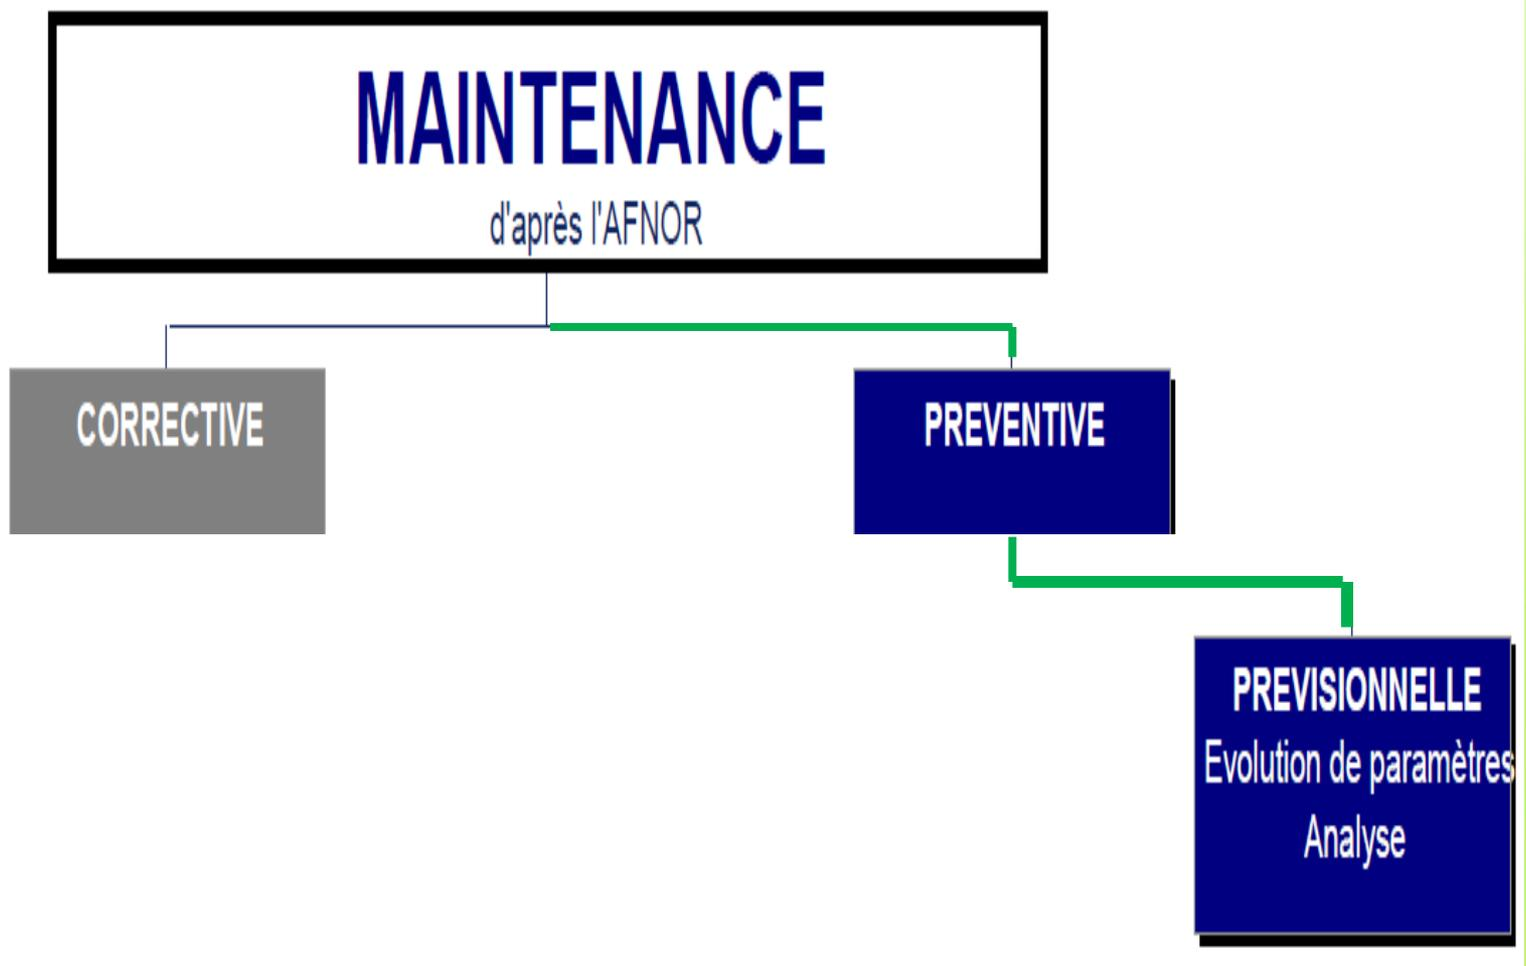 MAINTENANCE
d'après l'AFNOR
CORRECTIVE
PREVENTIVE
PREVISIONNELLE
Evolution de paramètres
Analyse